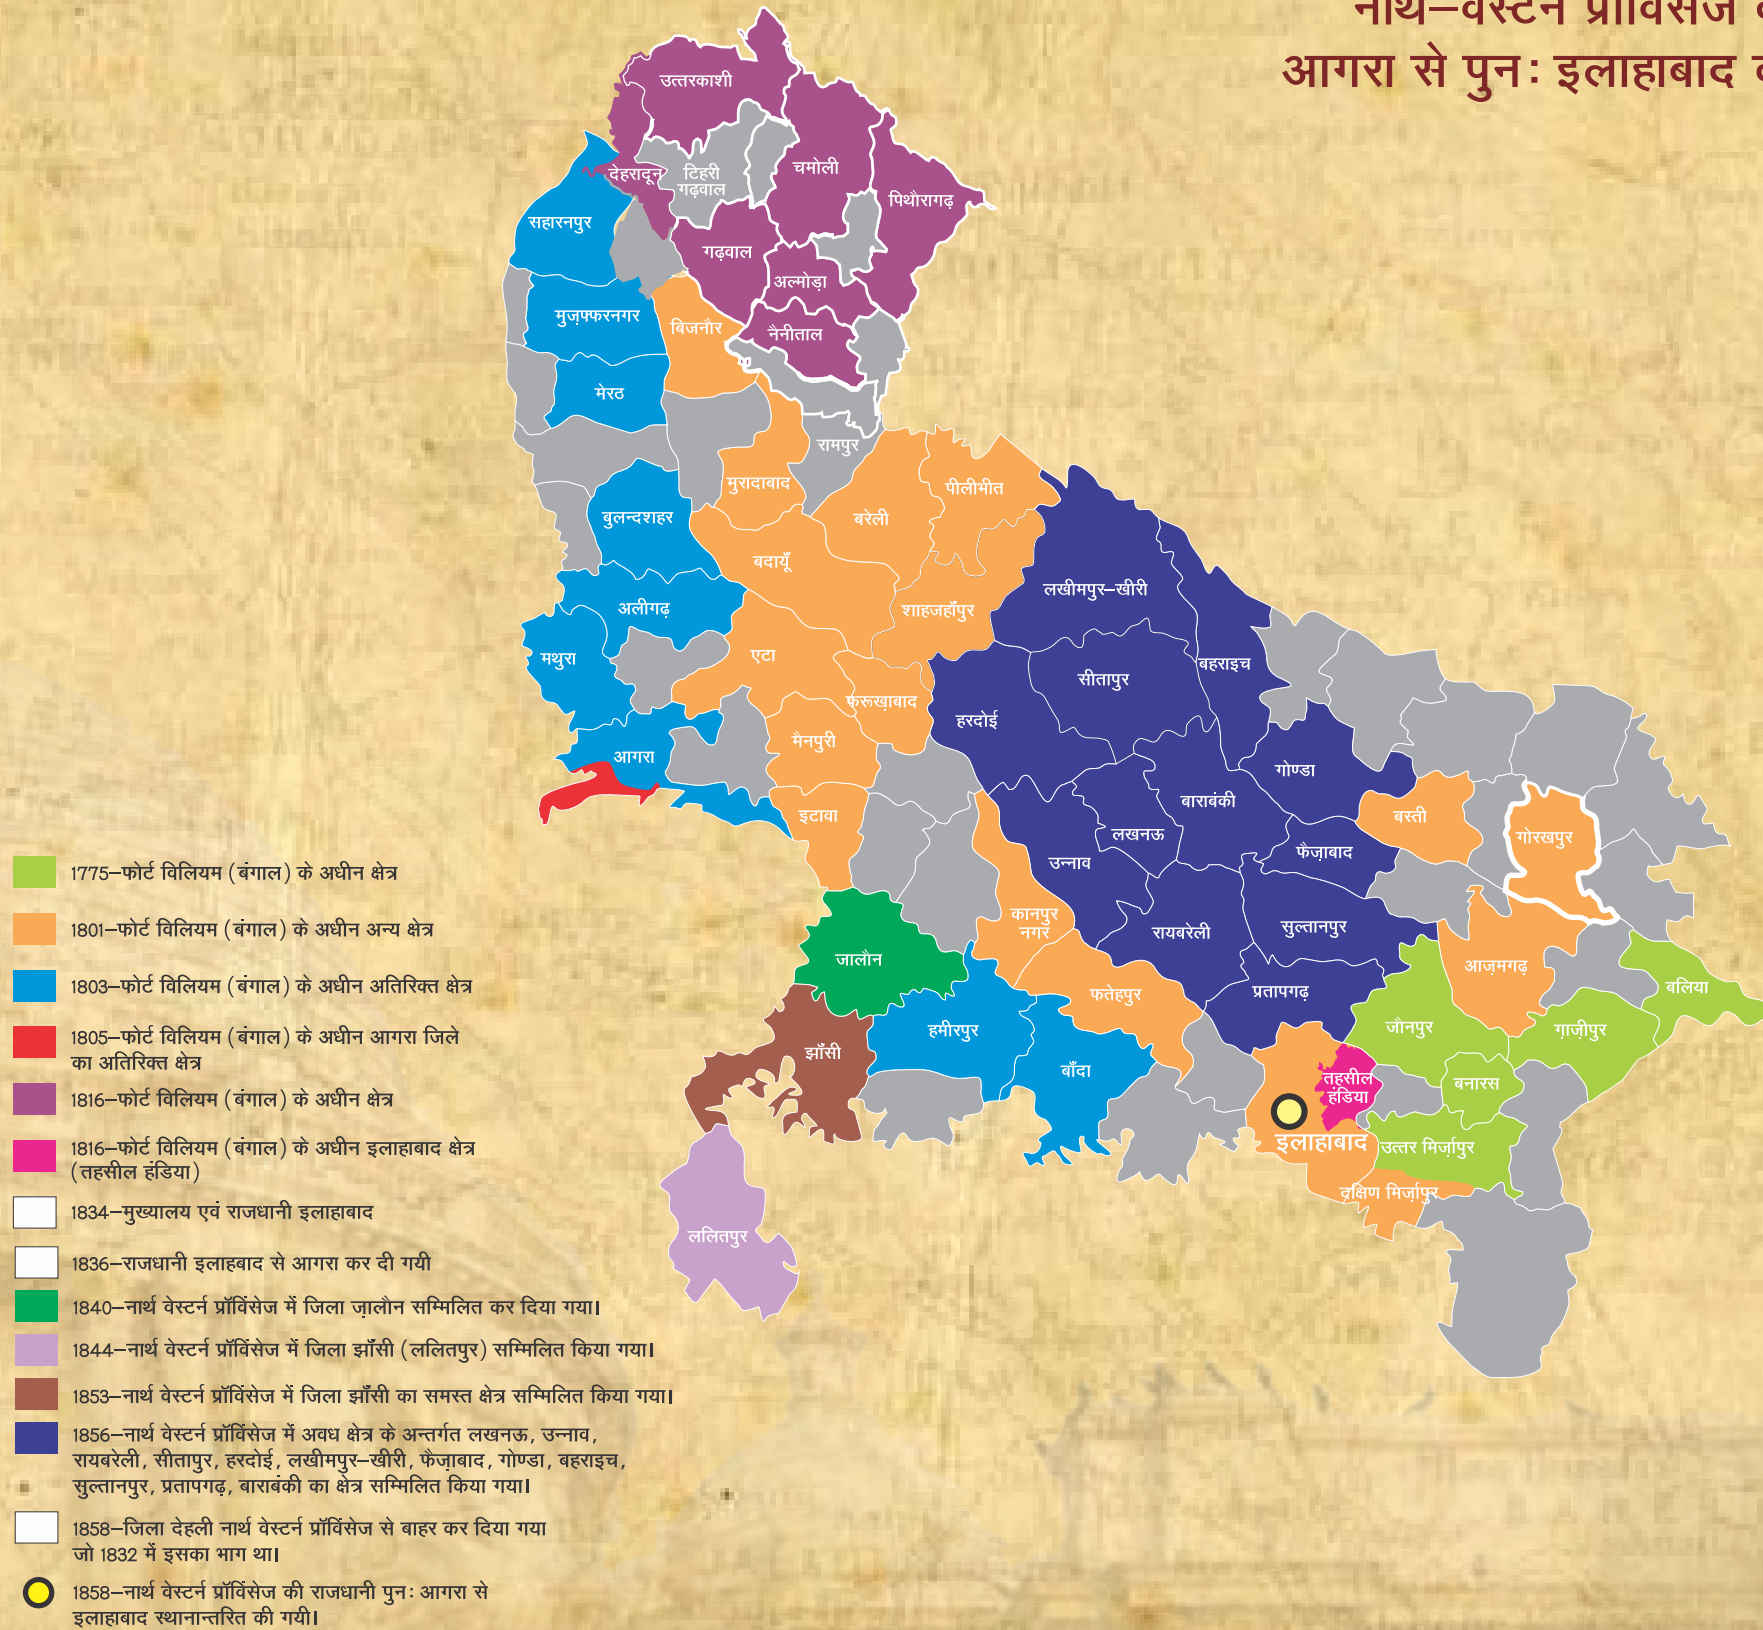 आगरा से पुनः इलाहाबाद
उत्तरकाशी
देहरादून
टिहरी
गढ़वाल
चमोली
पिथौरागढ़
सहारनपुर
गढ़वाल
अल्मोड़ा
मुज़फ्फरनगर
बिजनौर
नैनीताल
मेरठ
रामपुर
मुरादाबाद
पीलीभीत
बुलन्दशहर
बरेली
बदायूँ
लखीमपुर–खीरी
अलीगढ़
शाहजहाँपुर
मथुरा
एटा
बहराइच
सीतापुर
फरूखाबाद
हरदोई
मैनपुरी
आगरा
गोण्डा
बाराबंकी
इटावा
बस्ती
लखनऊ
गोरखपुर
उन्नाव
फैज़ाबाद
कानपुर
नगर
रायबरेली
सुल्तानपुर
जालौन
आज़मगढ़
बलिया
फतेहपुर
प्रतापगढ़
हमीरपुर
जौनपुर
ग़ाज़ीपुर
झाँसी
बाँदा
तहसील
हंडिया
बनारस
इलाहाबाद
उत्तर मिर्जापुर
दक्षिण मिर्जापुर
ललितपुर
1775–फोर्ट विलियम (बंगाल) के अधीन क्षेत्र
1801–फोर्ट विलियम (बंगाल) के अधीन अन्य क्षेत्र
1803–फोर्ट विलियम (बंगाल) के अधीन अतिरिक्त क्षेत्र
1805–फोर्ट विलियम (बंगाल) के अधीन आगरा जिले
का अतिरिक्त क्षेत्र
1816–फोर्ट विलियम (बंगाल) के अधीन क्षेत्र
1816–फोर्ट विलियम (बंगाल) के अधीन इलाहाबाद क्षेत्र
(तहसील हंडिया)
1834–मुख्यालय एवं राजधानी इलाहाबाद
1836–राजधानी इलाहबाद से आगरा कर दी गयी
1840–नार्थ वेस्टर्न प्रॉविंसेज में जिला ज़ालौन सम्मिलित कर दिया गया।
1844–नार्थ वेस्टर्न प्रॉविंसेज में जिला झाँसी (ललितपुर) सम्मिलित किया गया।
1853–नार्थ वेस्टर्न प्रॉविंसेज में जिला झाँसी का समस्त क्षेत्र सम्मिलित किया गया।
1856–नार्थ वेस्टर्न प्रॉविंसेज में अवध क्षेत्र के अन्तर्गत लखनऊ, उन्नाव,
रायबरेली, सीतापुर, हरदोई, लखीमपुर–खीरी, फैज़ाबाद, गोण्डा, बहराइच,
सुल्तानपुर, प्रतापगढ़, बाराबंकी का क्षेत्र सम्मिलित किया गया।
1858–जिला देहली नार्थ वेस्टर्न प्रॉविंसेज से बाहर कर दिया गया
जो 1832 में इसका भाग था।
1858–नार्थ वेस्टर्न प्रॉविंसेज की राजधानी पुनः आगरा से
इलाहाबाद स्थानान्तरित की गयी।